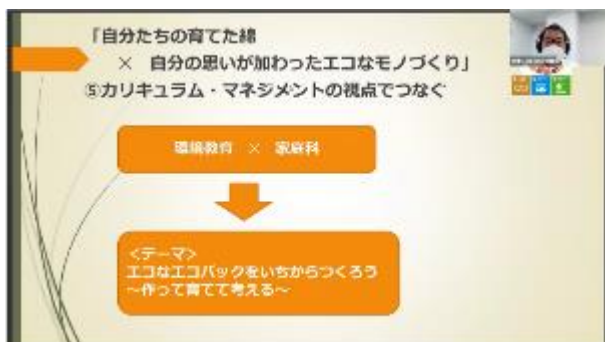 「自分たちの育てた綿
× 自分の思いが加わったエコなモノづくり」
⑤カリキュラム・マネジメントの視点でつなぐ
環境教育 × 家庭科
<テーマ>
エコなエコバックをいちからつくろう
~作って育てて考える~